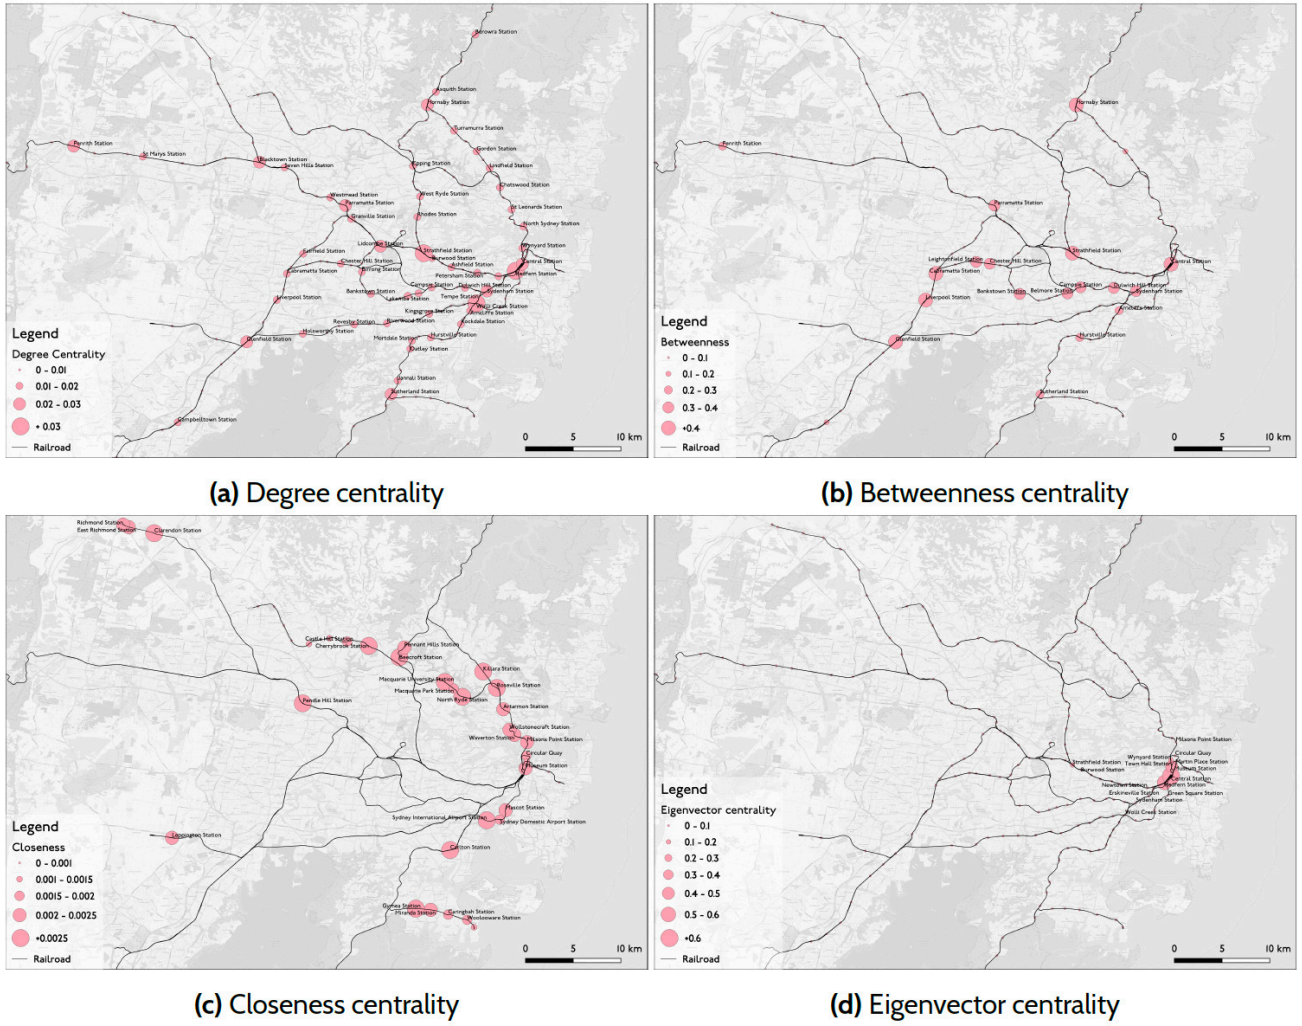 Berowra Station
Asquith Station
Hornsby Station
Turramurra Station
Gordon Station
Lindfield Station
Chatswood Station
Epping Station
West Ryde Station
Rhodes Station
St Leonards Station
North Sydney Station
Wynyard Station
Penrith Station
St Marys Station
Blacktown Station
Seven Hills Station
Westmead Station
Parramatta Station
Granville Station
Lidcombe Station
Strathfield Station
Burwood Station
Ashfield Station
Central Station
Redfern Station
Petersham Station
Fairfield Station
Chester Hill Station
Birrong Station
Cabramatta Station
Campsie Station
Dulwich Hill Station
Sydenham Station
Bankstown Station
Lakemba Station
Tempe Station
Liverpool Station
Wolli Creek Station
Arncliffe Station
Kingsgrove Station
Rockdale Station
Revesby Station
Riverwood Station
Holsworthy Station
Mortdale Station
Hurstville Station
Glenfield Station
Oatley Station
Jannali Station
Sutherland Station
Campbelltown Station
Legend
Degree Centrality
0 - 0.01
0.01 - 0.02
0.02 - 0.03
+ 0.03
Railroad
0 5 10 km
(a) Degree centrality
Hornsby Station
Penrith Station
Parramatta Station
Strathfield Station
Leightonfield Station
Chester Hill Station
Central Station
Cabramatta Station
Campsie Station
Dulwich Hill Station
Bankstown Station
Belmore Station
Sydenham Station
Liverpool Station
Arncliffe Station
Hurstville Station
Glenfield Station
Sutherland Station
Legend
Betweenness
0 - 0.1
0.1 - 0.2
0.2 - 0.3
0.3 - 0.4
+0.4
Railroad
0 5 10 km
(b) Betweenness centrality
Richmond Station
East Richmond Station
Clarendon Station
Castle Hill Station
Cherrybrook Station
Pennant Hills Station
Beecroft Station
Killara Station
Macquarie University Station
Roseville Station
Macquarie Park Station
North Ryde Station
Pendle Hill Station
Artarmon Station
Wollstonecraft Station
Waverton Station
Milsons Point Station
Circular Quay
Museum Station
Mascot Station
Sydney International Airport Station
Sydney Domestic Airport Station
Leppington Station
Carlton Station
Gymea Station
Miranda Station
Caringbah Station
Woolooware Station
Legend
Closeness
0 - 0.001
0.001 - 0.0015
0.0015 - 0.002
0.002 - 0.0025
+0.0025
Railroad
0 5 10 km
(c) Closeness centrality
Milsons Point Station
Circular Quay
Wynyard Station
Martin Place Station
Town Hall Station
Museum Station
Strathfield Station
Burwood Station
Central Station
Newtown Station
Redfern Station
Erskineville Station
Green Square Station
Sydenham Station
Wolli Creek Station
Legend
Eigenvector centrality
0 - 0.1
0.1 - 0.2
0.2 - 0.3
0.3 - 0.4
0.4 - 0.5
0.5 - 0.6
+0.6
Railroad
0 5 10 km
(d) Eigenvector centrality